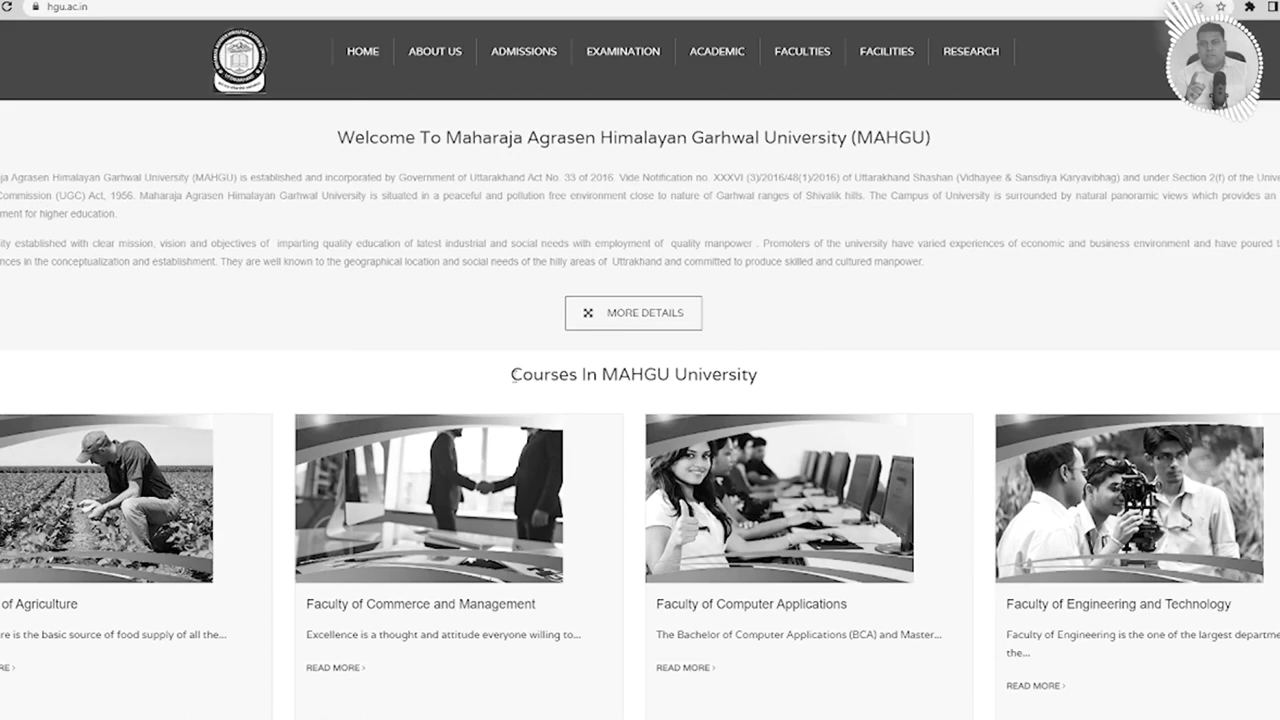 hgu.ac.in
HOME ABOUT US ADMISSIONS EXAMINATION ACADEMIC FACULTIES FACILITIES RESEARCH
Welcome To Maharaja Agrasen Himalayan Garhwal University (MAHGU)
ja Agrasen Himalayan Garhwal University (MAHGU) is established and incorporated by Government of Uttarakhand Act No. 33 of 2016. Vide Notification no. XXXVI (3)/2016/48(1)/2016) of Uttarakhand Shashan (Vidhayee & Sansdiya Karyavibhag) and under Section 2(f) of the Unive
Commission (UGC) Act, 1956. Maharaja Agrasen Himalayan Garhwal University is situated in a peaceful and pollution free environment close to nature of Garhwal ranges of Shivalik hills. The Campus of University is surrounded by natural panoramic views which provides an
ment for higher education.
ity established with clear mission, vision and objectives of imparting quality education of latest industrial and social needs with employment of quality manpower . Promoters of the university have varied experiences of economic and business environment and have poured
nces in the conceptualization and establishment. They are well known to the geographical location and social needs of the hilly areas of Uttrakhand and committed to produce skilled and cultured manpower.
MORE DETAILS
Courses In MAHGU University
of Agriculture
re is the basic source of food supply of all the...
RE >
Faculty of Commerce and Management
Excellence is a thought and attitude everyone willing to...
READ MORE >
Faculty of Computer Applications
The Bachelor of Computer Applications (BCA) and Master...
READ MORE >
Faculty of Engineering and Technology
Faculty of Engineering is the one of the largest departme
the...
READ MORE >